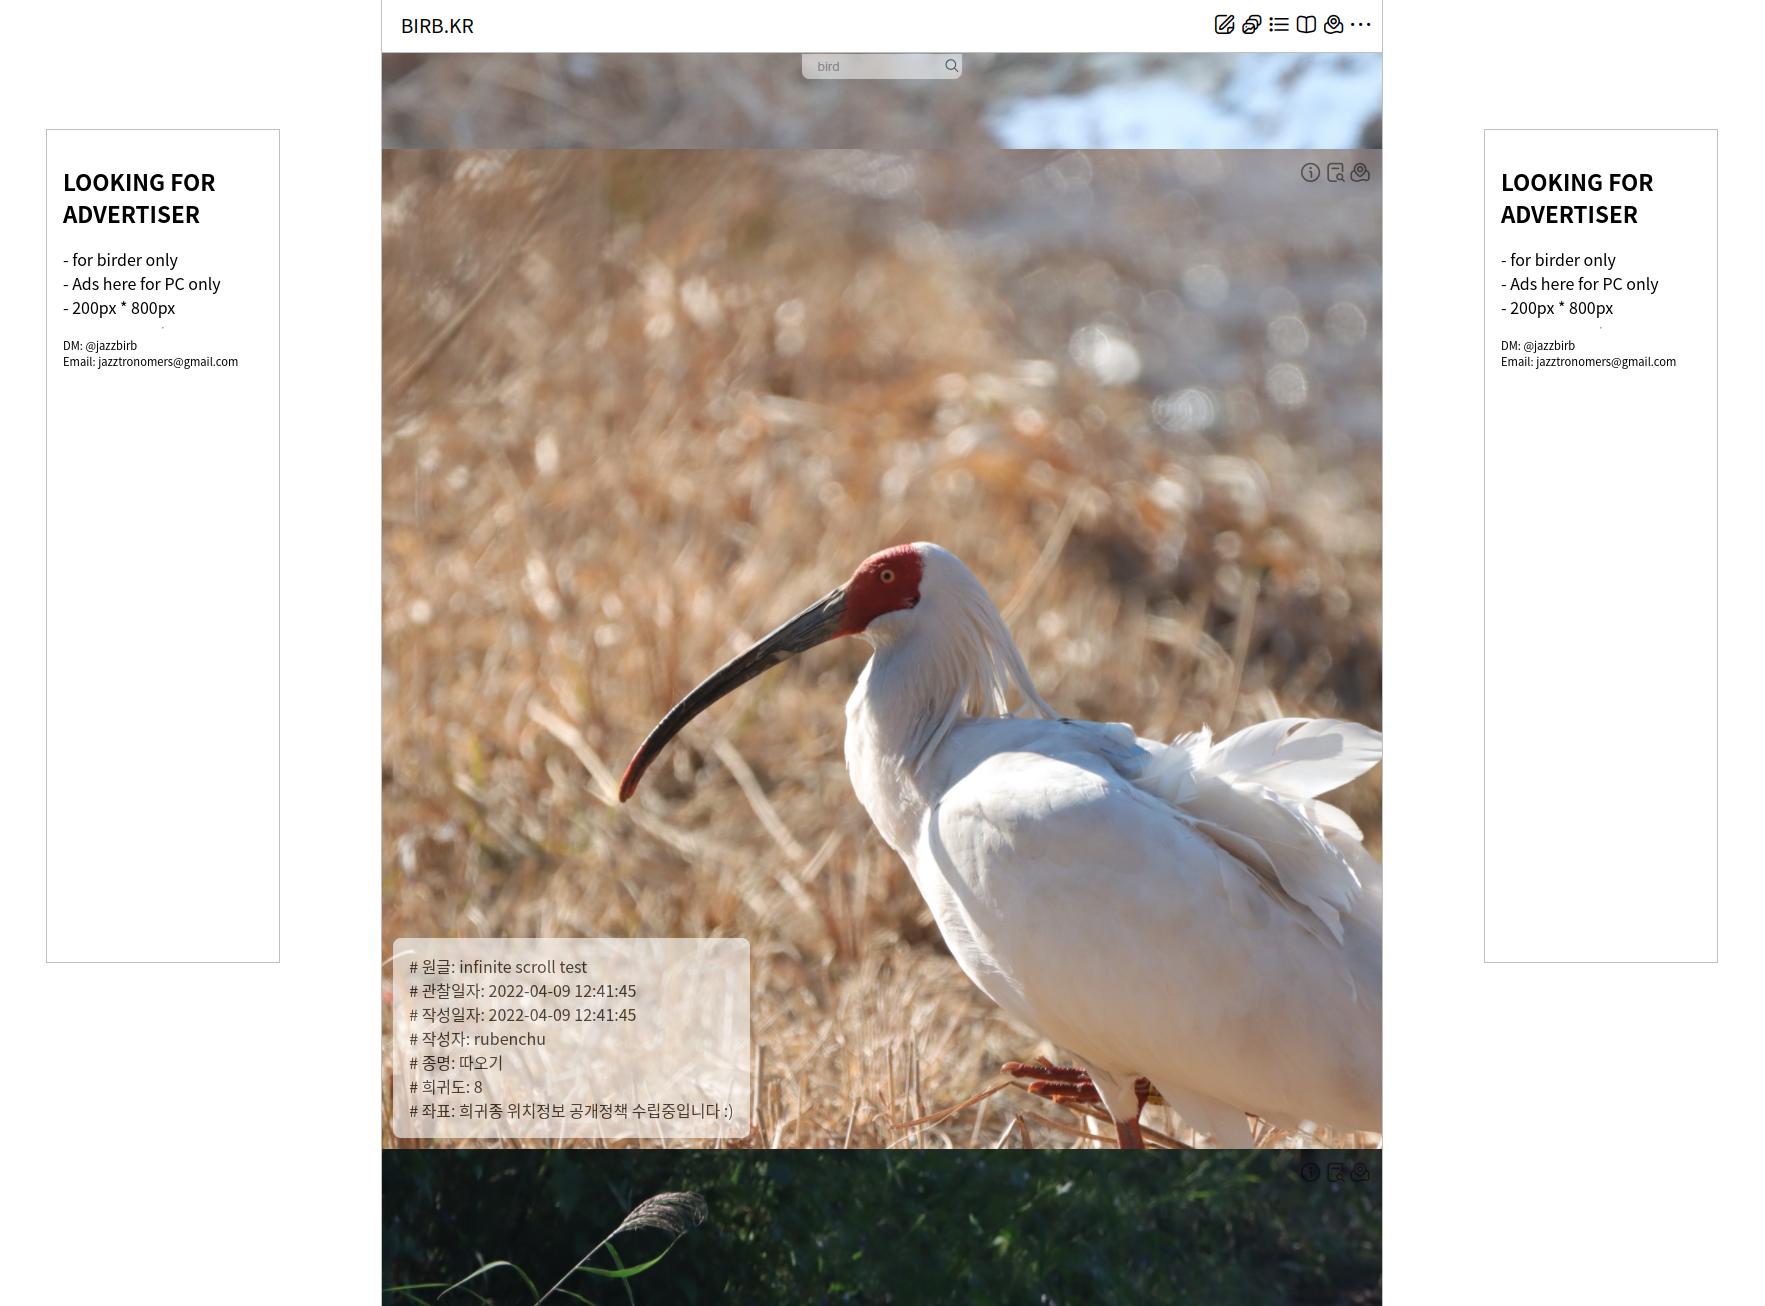 BIRB.KR
bird
LOOKING FOR
ADVERTISER
- for birder only
- Ads here for PC only
- 200px * 800px
DM: @jazzbirb
Email: jazztronomers@gmail.com
# 원글: infinite scroll test
# 관찰일자: 2022-04-09 12:41:45
# 작성일자: 2022-04-09 12:41:45
# 작성자: rubenchu
# 종명: 따오기
# 희귀도: 8
# 좌표: 희귀종 위치정보 공개정책 수립중입니다 :)
LOOKING FOR
ADVERTISER
- for birder only
- Ads here for PC only
- 200px * 800px
DM: @jazzbirb
Email: jazztronomers@gmail.com